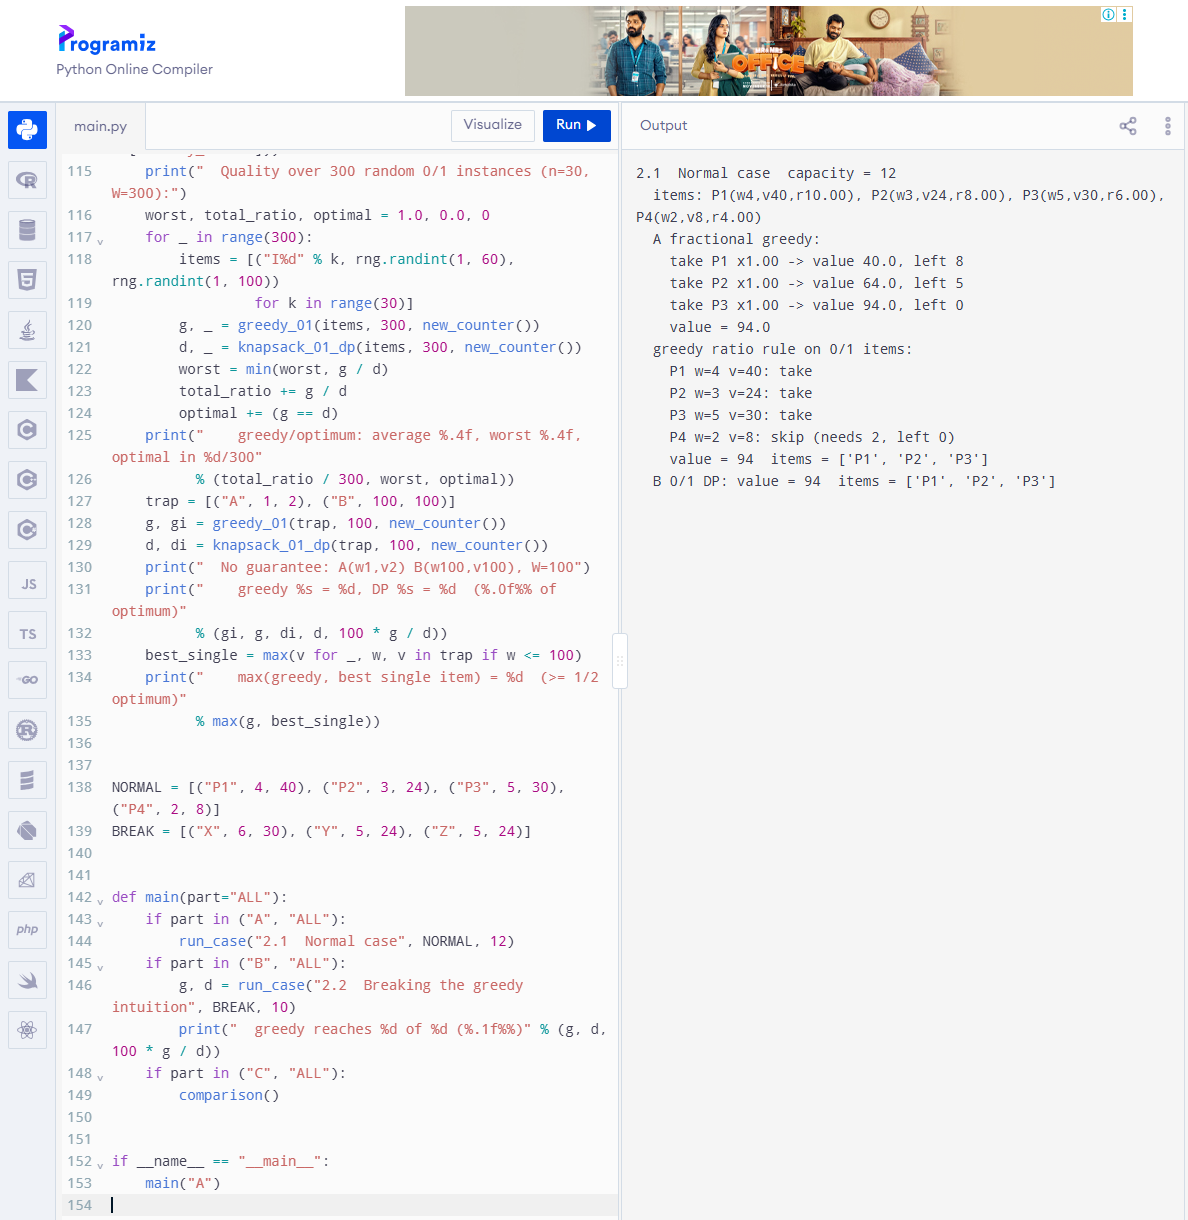 Programiz
Python Online Compiler
OFFICE
main.py
Visualize
Run
Output
115 print("  Quality over 300 random 0/1 instances (n=30,
W=300):")
116 worst, total_ratio, optimal = 1.0, 0.0, 0
117 for _ in range(300):
118 items = [("I%d" % k, rng.randint(1, 60),
rng.randint(1, 100))
119 for k in range(30)]
120 g, _ = greedy_01(items, 300, new_counter())
121 d, _ = knapsack_01_dp(items, 300, new_counter())
122 worst = min(worst, g / d)
123 total_ratio += g / d
124 optimal += (g == d)
125 print("    greedy/optimum: average %.4f, worst %.4f,
optimal in %d/300"
126 % (total_ratio / 300, worst, optimal))
127 trap = [("A", 1, 2), ("B", 100, 100)]
128 g, gi = greedy_01(trap, 100, new_counter())
129 d, di = knapsack_01_dp(trap, 100, new_counter())
130 print("  No guarantee: A(w1,v2) B(w100,v100), W=100")
131 print("    greedy %s = %d, DP %s = %d  (%.0f%% of
optimum)"
132 % (gi, g, di, d, 100 * g / d))
133 best_single = max(v for _, w, v in trap if w <= 100)
134 print("    max(greedy, best single item) = %d  (>= 1/2
optimum)"
135 % max(g, best_single))
136
137
138 NORMAL = [("P1", 4, 40), ("P2", 3, 24), ("P3", 5, 30),
("P4", 2, 8)]
139 BREAK = [("X", 6, 30), ("Y", 5, 24), ("Z", 5, 24)]
140
141
142 def main(part="ALL"):
143 if part in ("A", "ALL"):
144 run_case("2.1  Normal case", NORMAL, 12)
145 if part in ("B", "ALL"):
146 g, d = run_case("2.2  Breaking the greedy
intuition", BREAK, 10)
147 print("  greedy reaches %d of %d (%.1f%%)" % (g, d,
100 * g / d))
148 if part in ("C", "ALL"):
149 comparison()
150
151
152 if __name__ == "__main__":
153 main("A")
154
2.1  Normal case  capacity = 12
items: P1(w4,v40,r10.00), P2(w3,v24,r8.00), P3(w5,v30,r6.00),
P4(w2,v8,r4.00)
A fractional greedy:
take P1 x1.00 -> value 40.0, left 8
take P2 x1.00 -> value 64.0, left 5
take P3 x1.00 -> value 94.0, left 0
value = 94.0
greedy ratio rule on 0/1 items:
P1 w=4 v=40: take
P2 w=3 v=24: take
P3 w=5 v=30: take
P4 w=2 v=8: skip (needs 2, left 0)
value = 94  items = ['P1', 'P2', 'P3']
B 0/1 DP: value = 94  items = ['P1', 'P2', 'P3']
JS
TS
GO
php